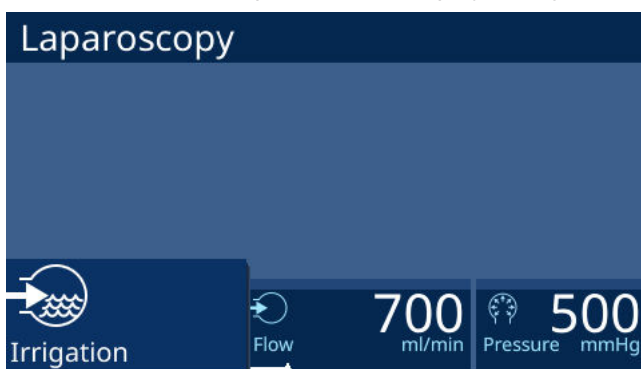 Laparoscopy
Irrigation
Flow
700
ml/min
Pressure
500
mmHg